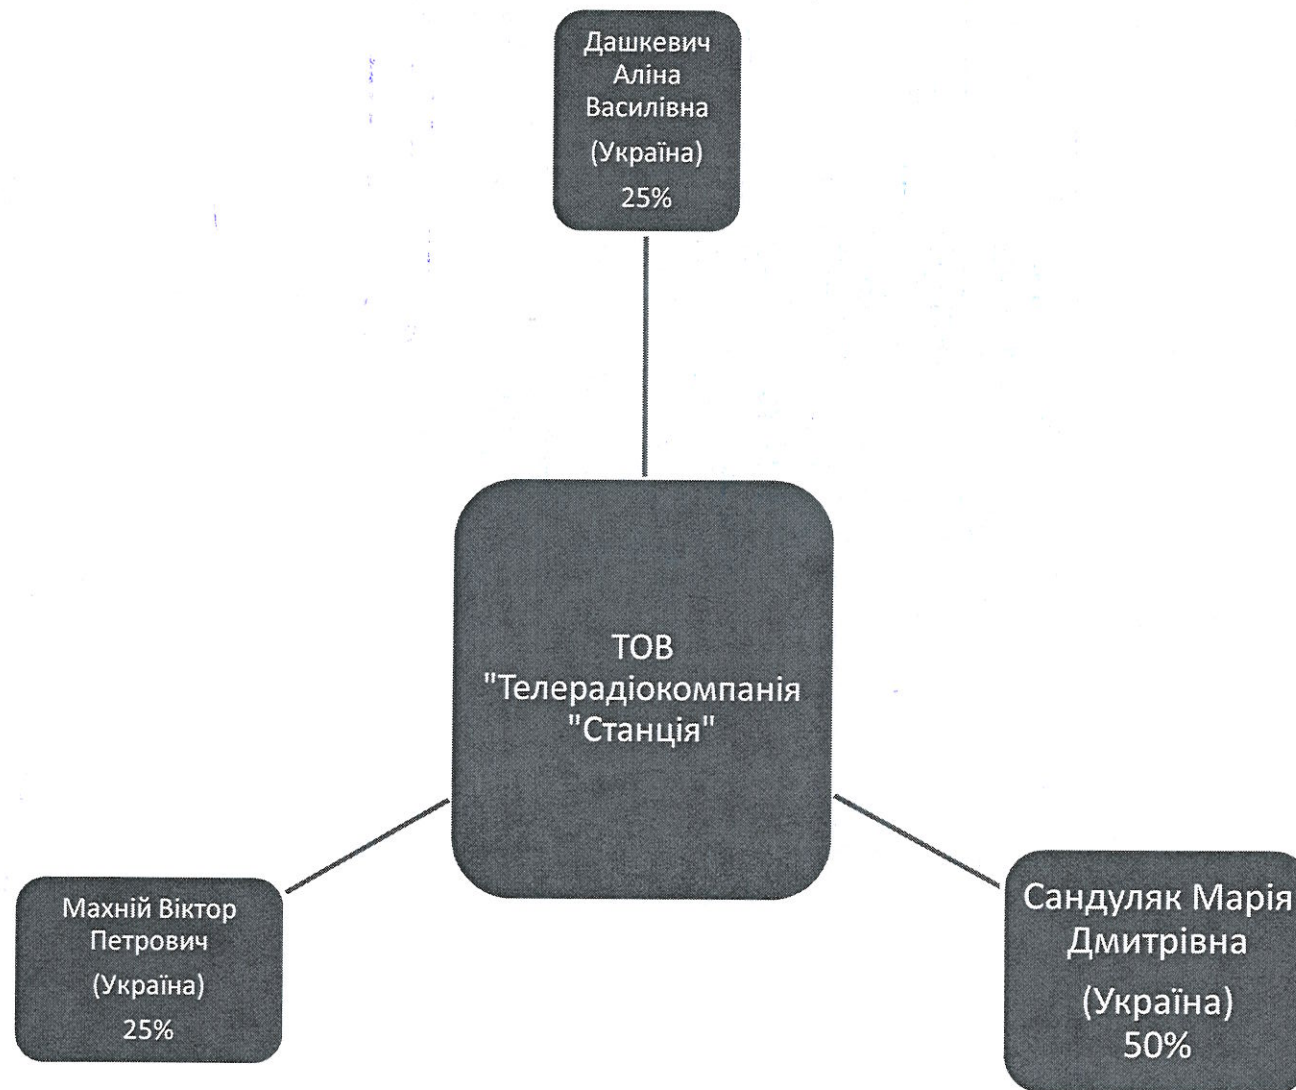 Дашкевич
Аліна
Василівна
(Україна)
25%
ТОВ
"Телерадіокомпанія
"Станція"
Махній Віктор
Петрович
(Україна)
25%
Сандуляк Марія
Дмитрівна
(Україна)
50%